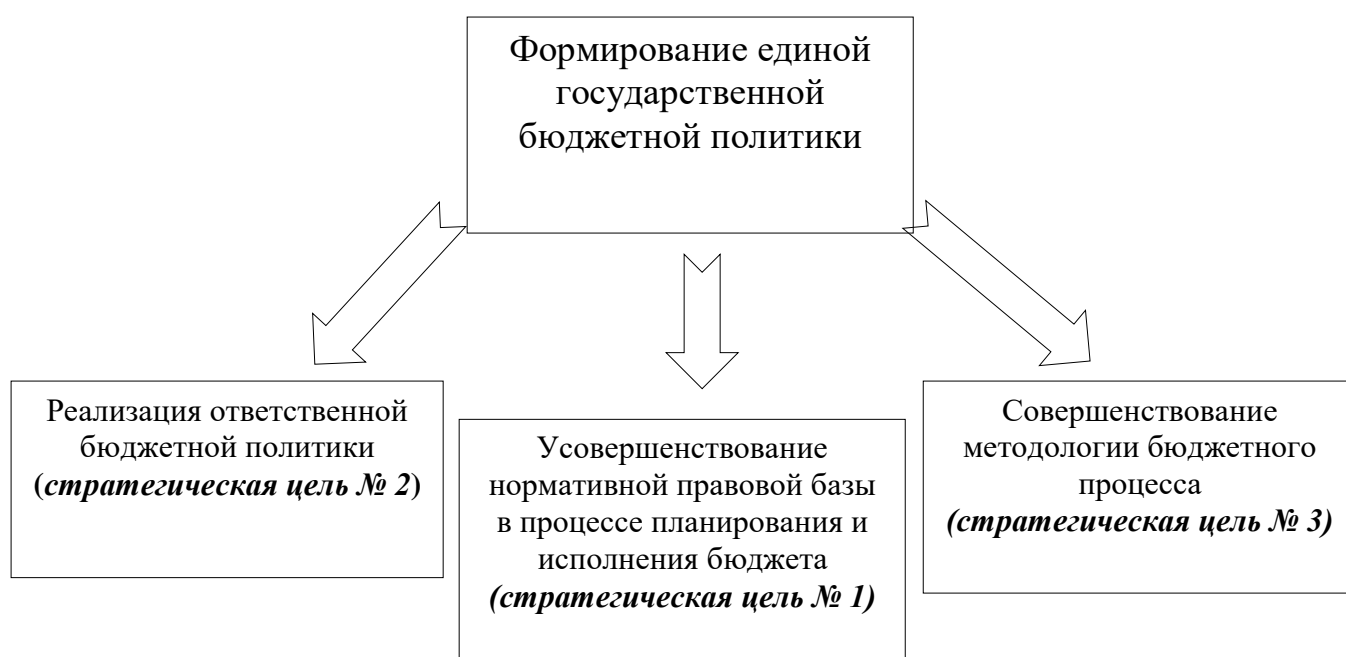 Формирование единой
государственной
бюджетной политики
Реализация ответственной
бюджетной политики
(стратегическая цель № 2)
Усовершенствование
нормативной правовой базы
в процессе планирования и
исполнения бюджета
(стратегическая цель № 1)
Совершенствование
методологии бюджетного
процесса
(стратегическая цель № 3)